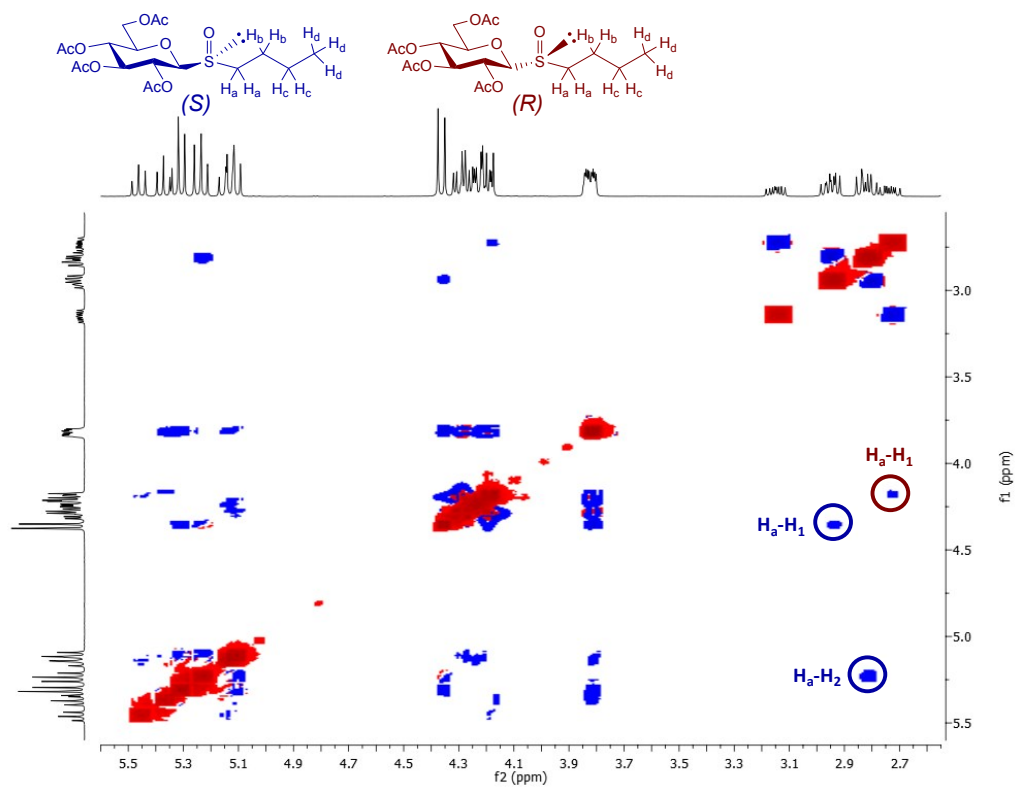 OAc OAc
AcO O O H_b H_b H_d H_d AcO O O H_b H_b H_d H_d
AcO S H_d AcO S H_d
AcO H_a H_a H_c H_c AcO H_a H_a H_c H_c
(S) (R)
3.0
3.5
4.0
4.5
5.0
5.5
f1 (ppm)
H_a-H_1
H_a-H_1
H_a-H_2
5.5 5.3 5.1 4.9 4.7 4.5 4.3 4.1 3.9 3.7 3.5 3.3 3.1 2.9 2.7
f2 (ppm)